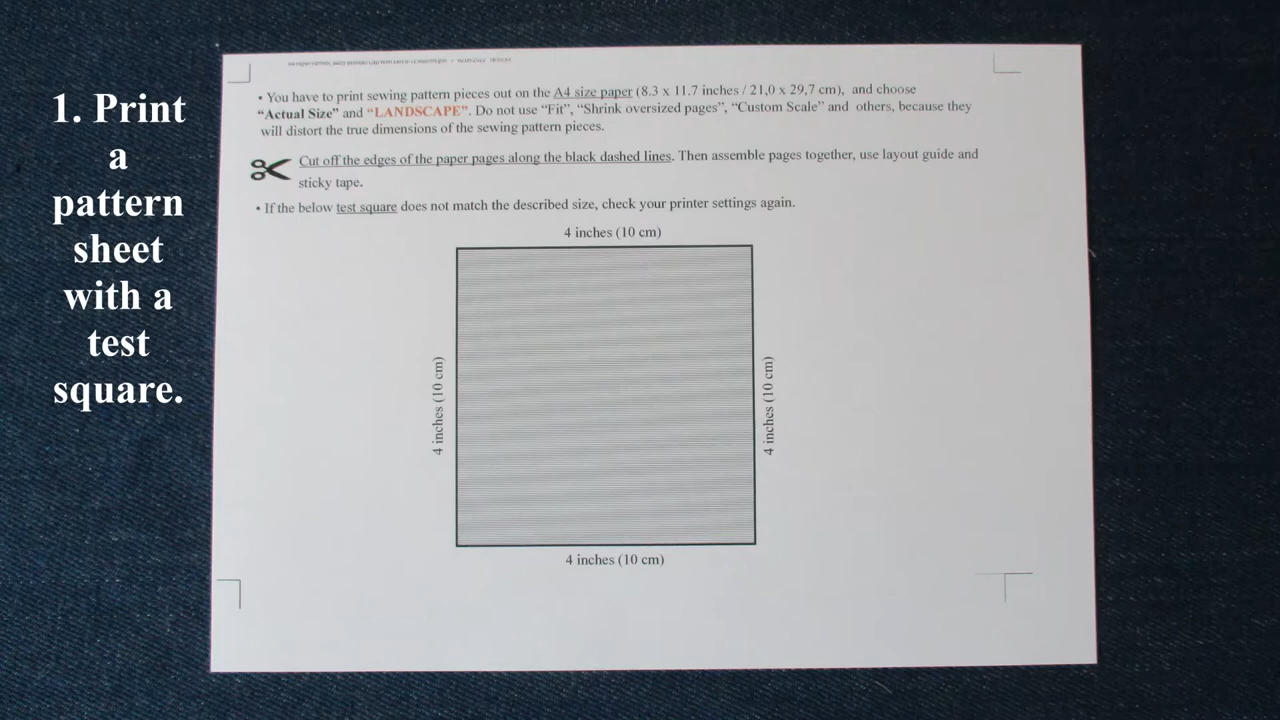 1. Print
a
pattern
sheet
with a
test
square.
• You have to print sewing pattern pieces out on the A4 size paper (8.3 x 11.7 inches / 21,0 x 29,7 cm), and choose
“Actual Size” and “LANDSCAPE”. Do not use “Fit”, “Shrink oversized pages”, “Custom Scale” and others, because they
will distort the true dimensions of the sewing pattern pieces.
Cut off the edges of the paper pages along the black dashed lines. Then assemble pages together, use layout guide and
sticky tape.
• If the below test square does not match the described size, check your printer settings again.
4 inches (10 cm)
4 inches (10 cm)
4 inches (10 cm)
4 inches (10 cm)